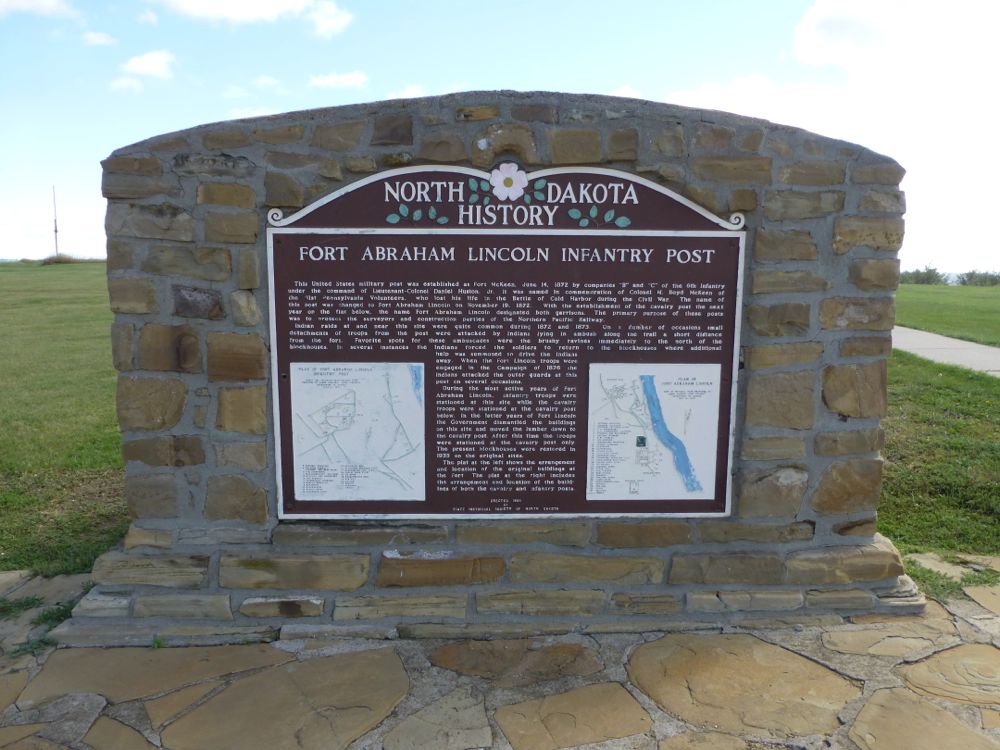 NORTH DAKOTA
HISTORY
FORT ABRAHAM LINCOLN INFANTRY POST
This United States military post was established as Fort McKeen, June 14, 1872 by companies "B" and "C" of the 6th Infantry
under the command of Lieutenant-Colonel Daniel Huston, Jr. It was named in commemoration of Colonel H. Boyd McKeen of
the 81st Pennsylvania Volunteers, who lost his life in the Battle of Cold Harbor during the Civil War. The name of
this post was changed to Fort Abraham Lincoln on November 19, 1872. With the establishment of the cavalry post the next
year on the flat below, the name Fort Abraham Lincoln designated both garrisons. The primary purpose of these posts
was to protect the surveyors and construction parties of the Northern Pacific Railway.
Indian raids at and near this site were quite common during 1872 and 1873. On a number of occasions small
detachments of troops from the post were attacked by Indians lying in ambush along the trail a short distance
from the fort. Favorite spots for these ambuscades were the brushy ravines immediately to the north of the
blockhouses. In several instances the Indians forced the soldiers to return to the blockhouses where additional
help was summoned to drive the Indians
away. When the Fort Lincoln troops were
engaged in the Campaign of 1876 the
Indians attacked the outer guards at this
post on several occasions.
During the most active years of Fort
Abraham Lincoln, infantry troops were
stationed at this site while the cavalry
troops were stationed at the cavalry post
below. In the latter years of Fort Lincoln
the Government dismantled the buildings
on this site and moved the lumber down to
the cavalry post. After this time the troops
were stationed at the cavalry post only.
The present blockhouses were restored in
1935 on the original sites.
The plat at the left shows the arrangement
and location of the original buildings at
the Fort. The plat at the right includes
the arrangement and location of the build-
ings of both the cavalry and infantry posts.
STATE HISTORICAL SOCIETY OF NORTH DAKOTA
PLAN OF FORT ABRAHAM LINCOLN
INFANTRY POST
PLAN OF
FORT ABRAHAM LINCOLN